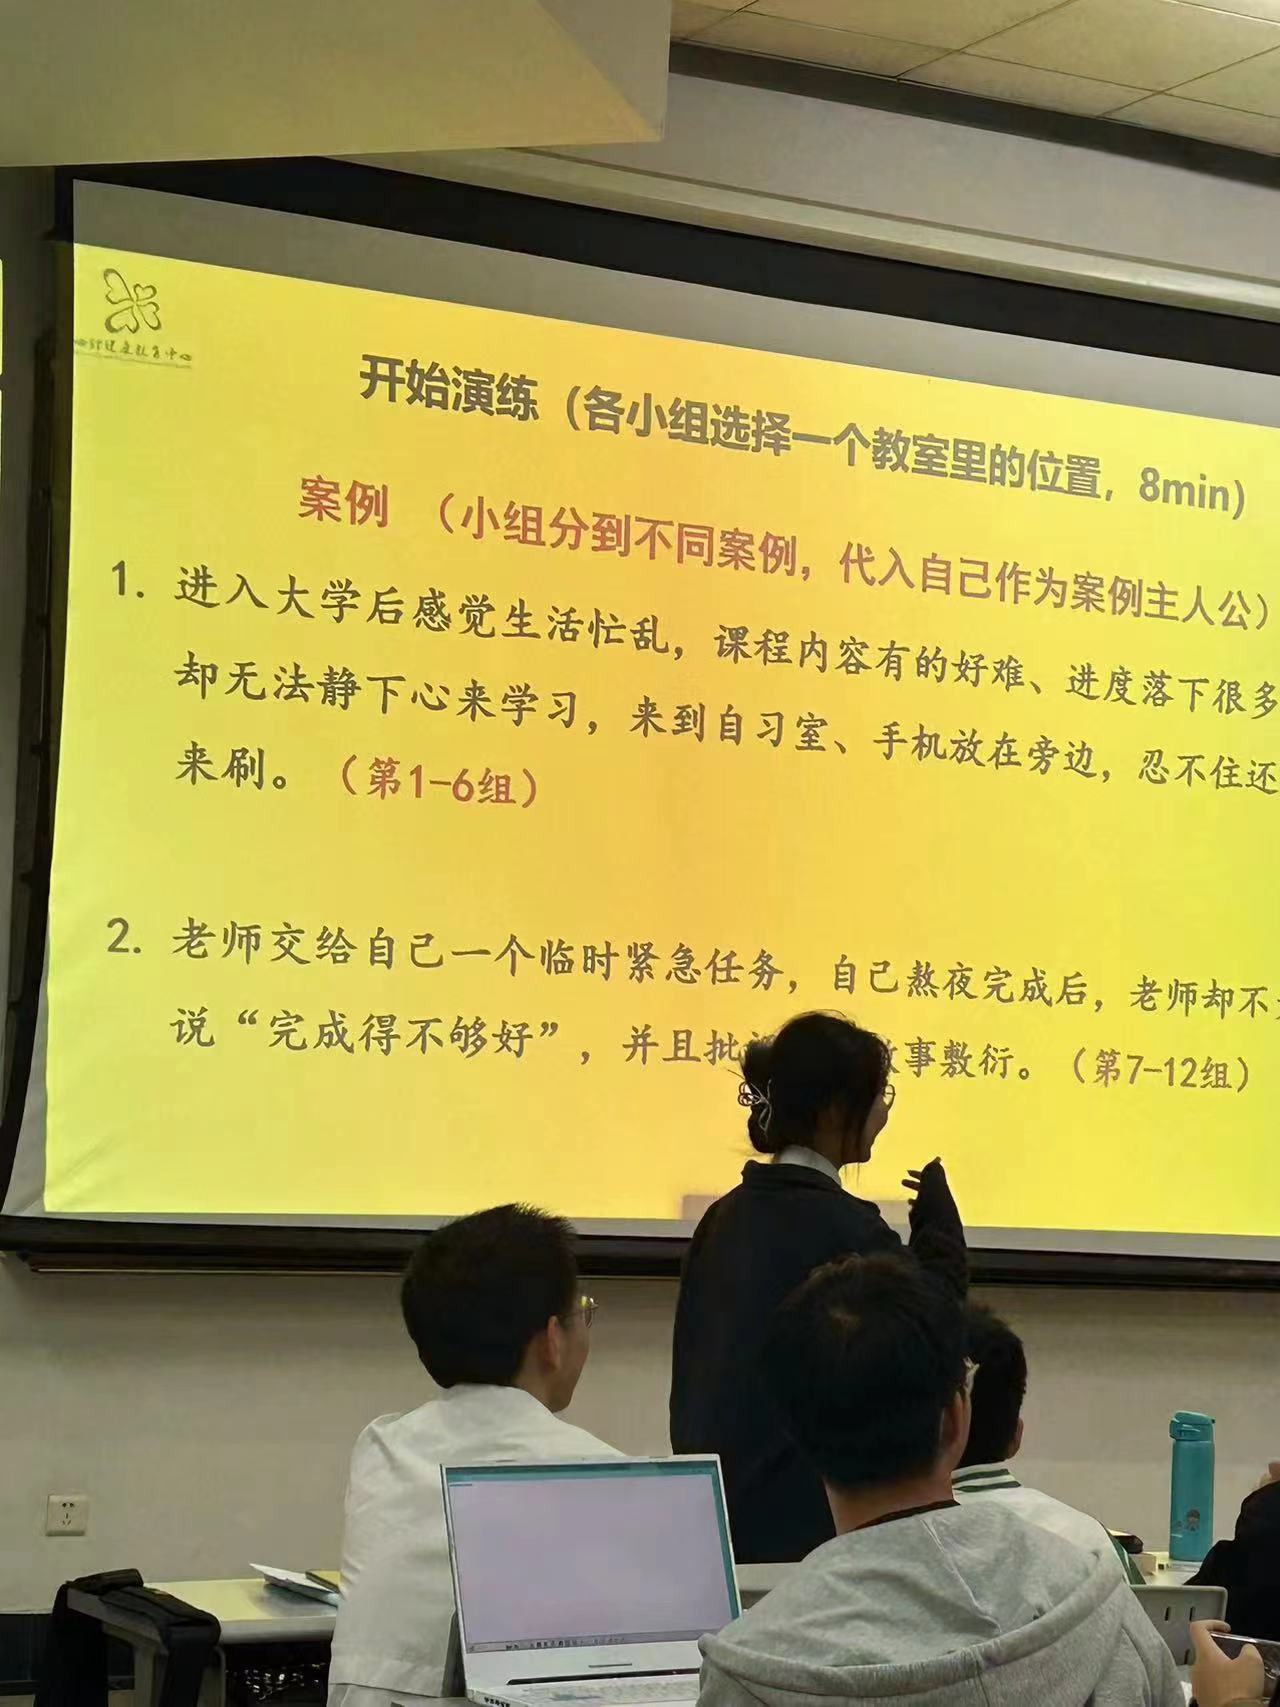 心理健康教育中心
开始演练（各小组选择一个教室里的位置，8min）
案例 （小组分到不同案例，代入自己作为案例主人公）
1. 进入大学后感觉生活忙乱，课程内容有的好难、进度落下很多
却无法静下心来学习，来到自习室、手机放在旁边，忍不住还
来刷。（第1-6组）
2. 老师交给自己一个临时紧急任务，自己熬夜完成后，老师却不
说“完成得不够好”，并且批 事敷衍。（第7-12组）